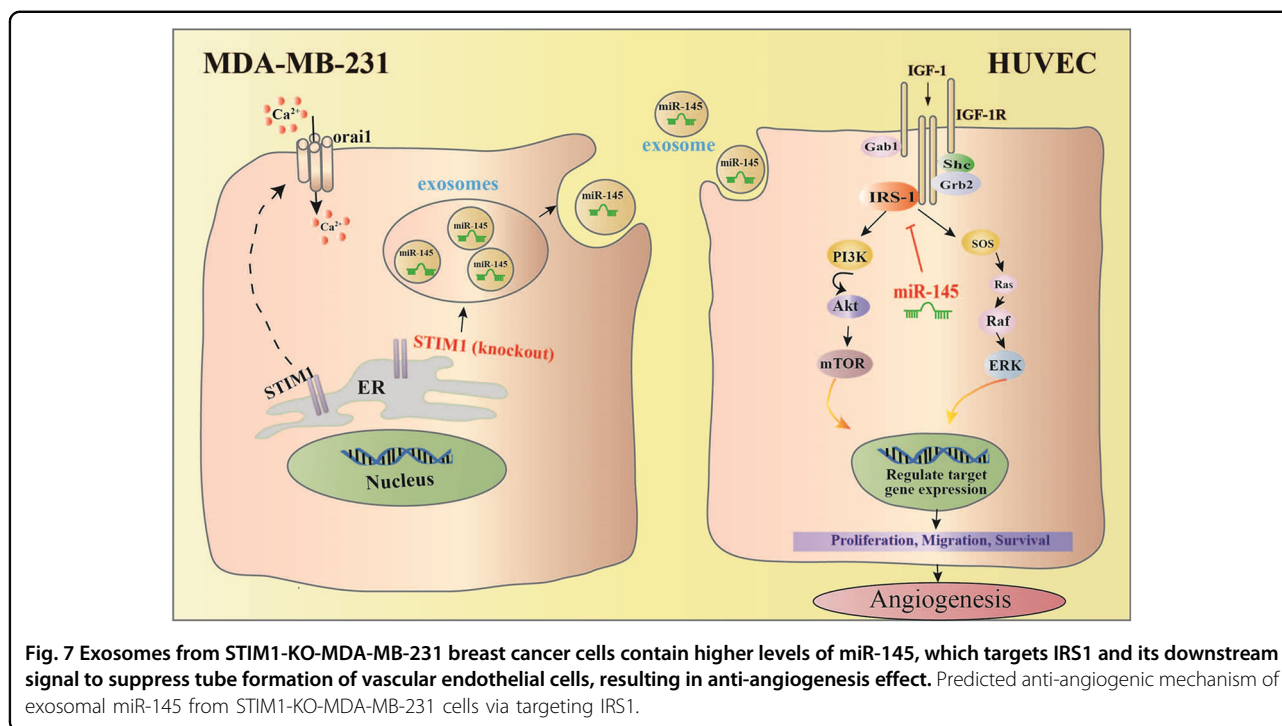 MDA-MB-231
HUVEC
Ca²⁺
orai1
Ca²⁺
exosomes
miR-145
miR-145
miR-145
miR-145
STIM1 (knockout)
STIM1
ER
Nucleus
miR-145
exosome
miR-145
IGF-1
IGF-1R
Gab1
Shc
Grb2
IRS-1
PI3K
SOS
Akt
miR-145
Ras
Raf
mTOR
ERK
Regulate target
gene expression
Proliferation, Migration, Survival
Angiogenesis
Fig. 7 Exosomes from STIM1-KO-MDA-MB-231 breast cancer cells contain higher levels of miR-145, which targets IRS1 and its downstream
signal to suppress tube formation of vascular endothelial cells, resulting in anti-angiogenesis effect. Predicted anti-angiogenic mechanism of
exosomal miR-145 from STIM1-KO-MDA-MB-231 cells via targeting IRS1.